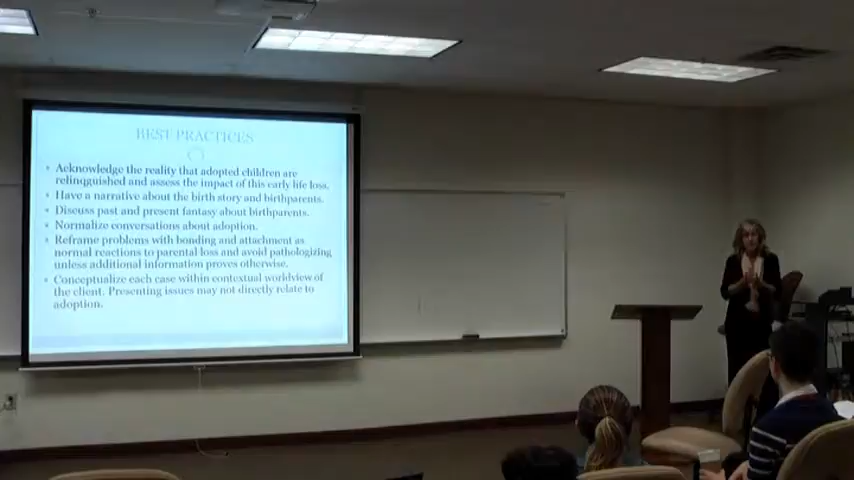 BEST PRACTICES
• Acknowledge the reality that adopted children are
relinqguished and assess the impact of this early life loss.
• Have a narrative about the birth story and birthparents.
• Discuss past and present fantasy about birthparents.
• Normalize conversations about adoption.
• Reframe problems with bonding and attachment as
normal reactions to parental loss and avoid pathologizing
unless additional information proves otherwise.
• Conceptualize each case within contextual worldview of
the client. Presenting issues may not directly relate to
adoption.